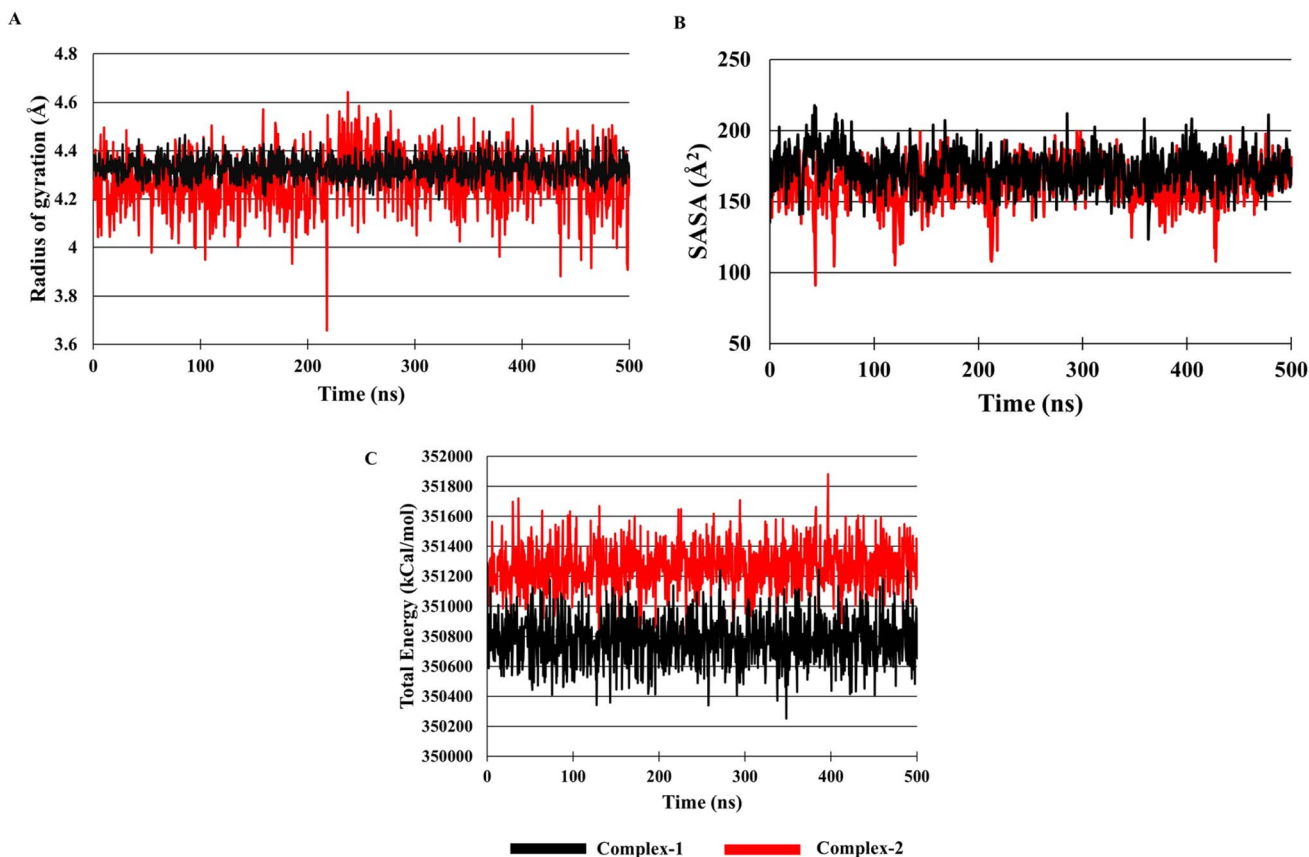 A
Radius of gyration (Å)
4.8
4.6
4.4
4.2
4
3.8
3.6
0 100 200 300 400 500
Time (ns)
B
SASA (Å²)
250
200
150
100
50
0 100 200 300 400 500
Time (ns)
C
Total Energy (kCal/mol)
352000
351800
351600
351400
351200
351000
350800
350600
350400
350200
350000
0 100 200 300 400 500
Time (ns)
Complex-1 Complex-2